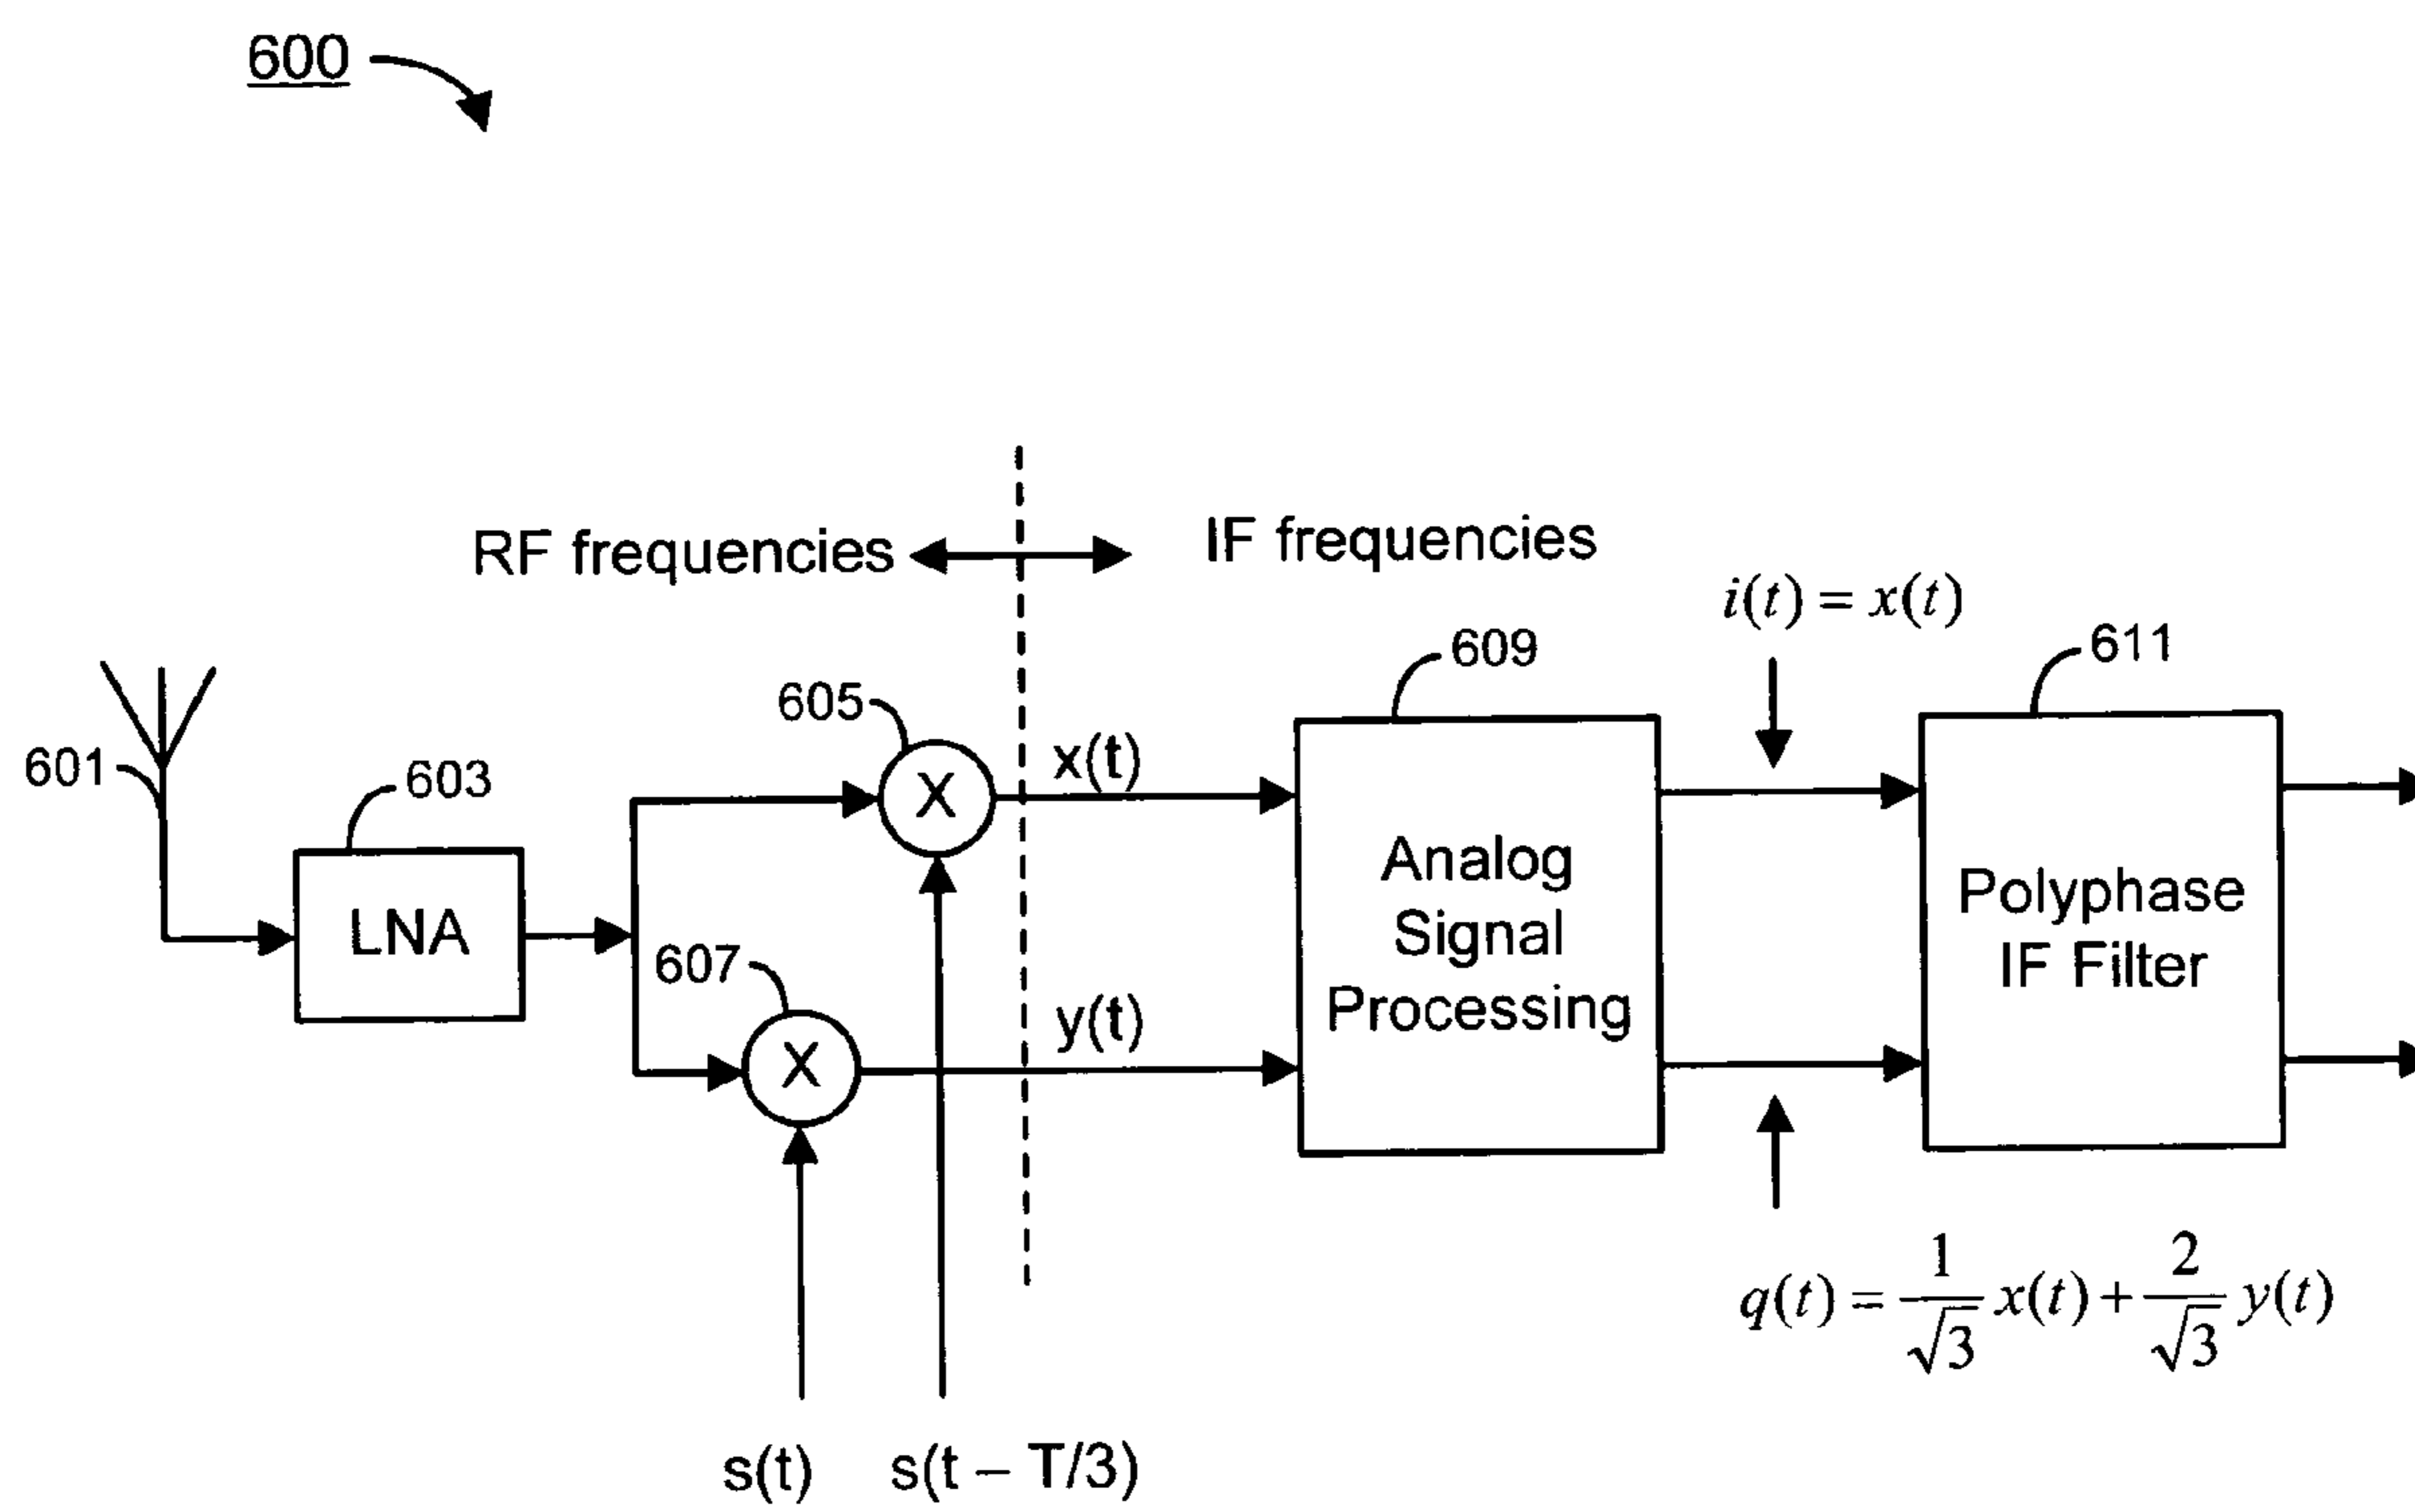 600
RF frequencies
IF frequencies
i(t) = x(t)
609
611
605
601
603
x(t)
X
LNA
607
Analog
Signal
Processing
Polyphase
IF Filter
y(t)
X
q(t) = 1/√3 x(t) + 2/√3 y(t)
s(t)
s(t – T/3)